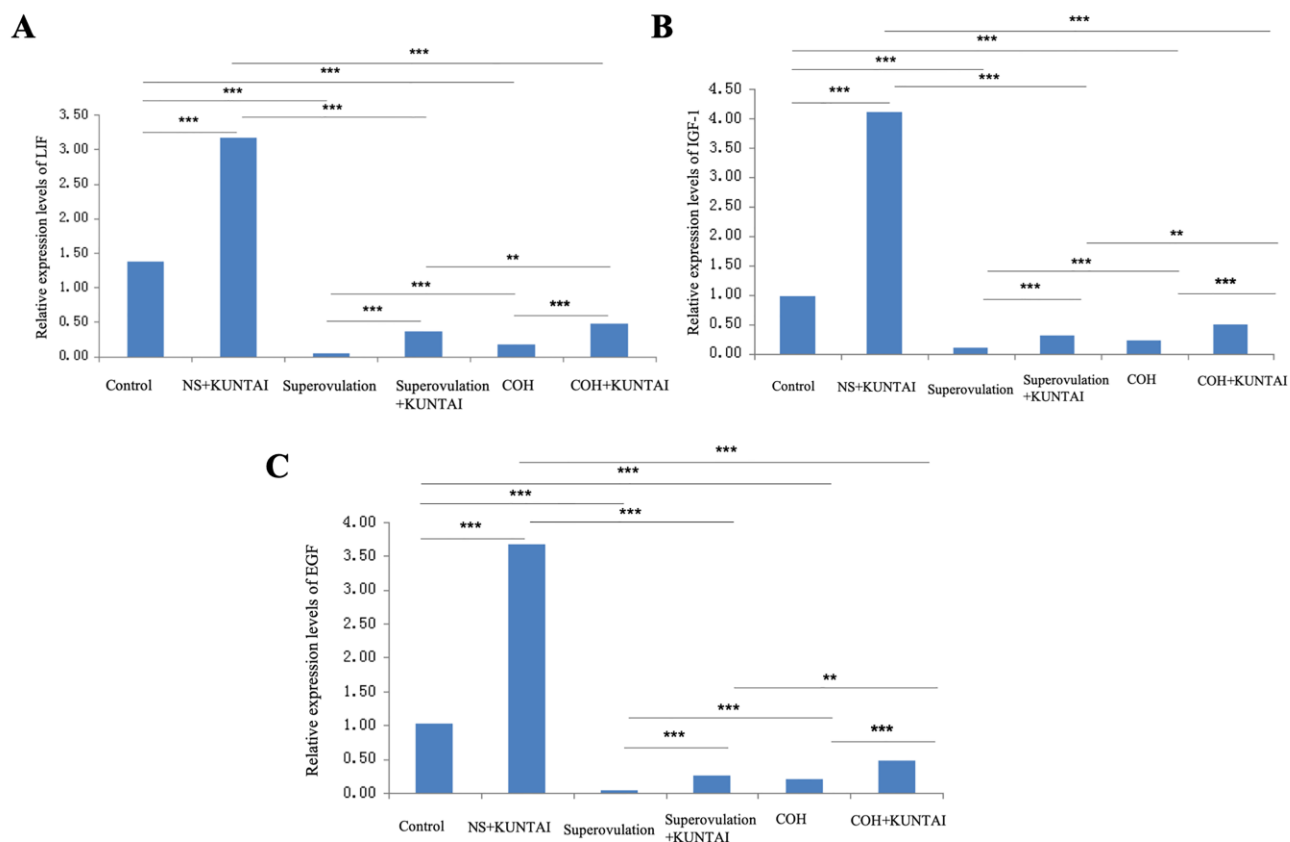 A
***
***
***
***
***
**
***
***
***
Relative expression levels of LIF
3.50
3.00
2.50
2.00
1.50
1.00
0.50
0.00
Control
NS+KUNTAI
Superovulation
Superovulation
+KUNTAI
COH
COH+KUNTAI
B
***
***
***
***
***
**
***
***
***
Relative expression levels of IGF-1
4.50
4.00
3.50
3.00
2.50
2.00
1.50
1.00
0.50
0.00
Control
NS+KUNTAI
Superovulation
Superovulation
+KUNTAI
COH
COH+KUNTAI
C
***
***
***
***
***
**
***
***
***
Relative expression levels of EGF
4.00
3.50
3.00
2.50
2.00
1.50
1.00
0.50
0.00
Control
NS+KUNTAI
Superovulation
Superovulation
+KUNTAI
COH
COH+KUNTAI